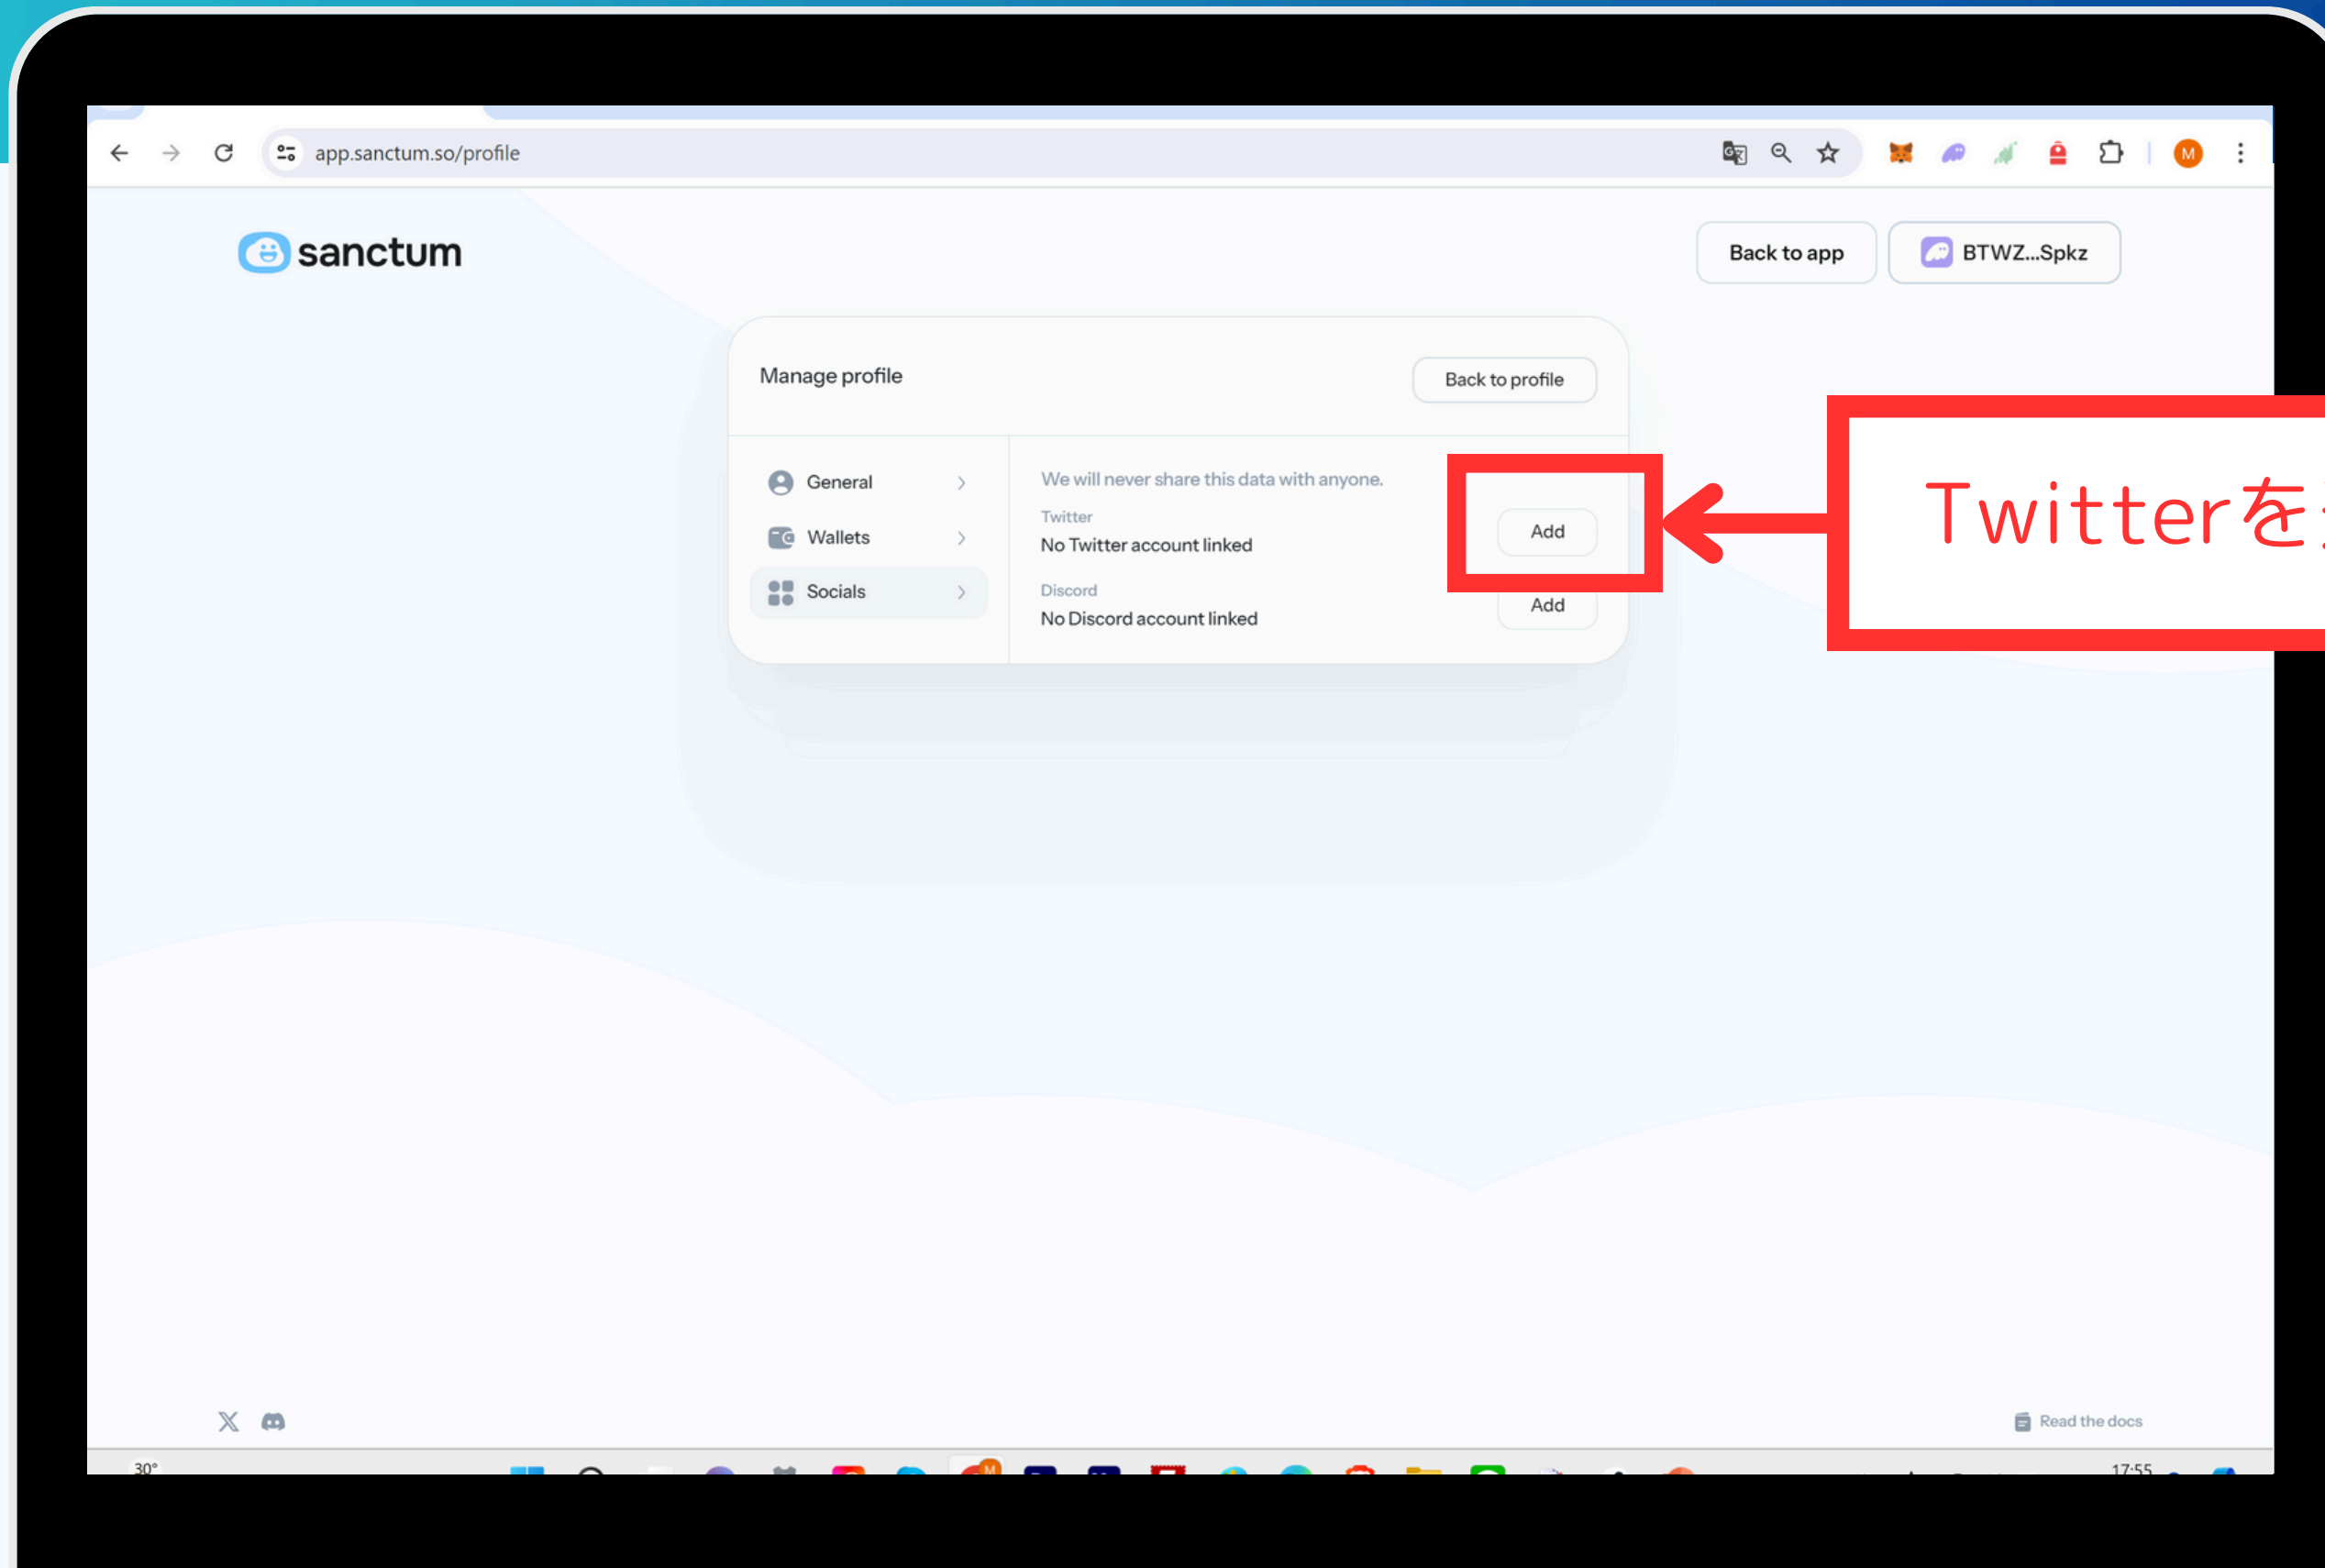 app.sanctum.so/profile
M
sanctum
Back to app
BTWZ...Spkz
Manage profile
Back to profile
General
We will never share this data with anyone.
Twitter
No Twitter account linked
Add
Wallets
Socials
Discord
No Discord account linked
Add
Twitterを
Read the docs
30°
17:55